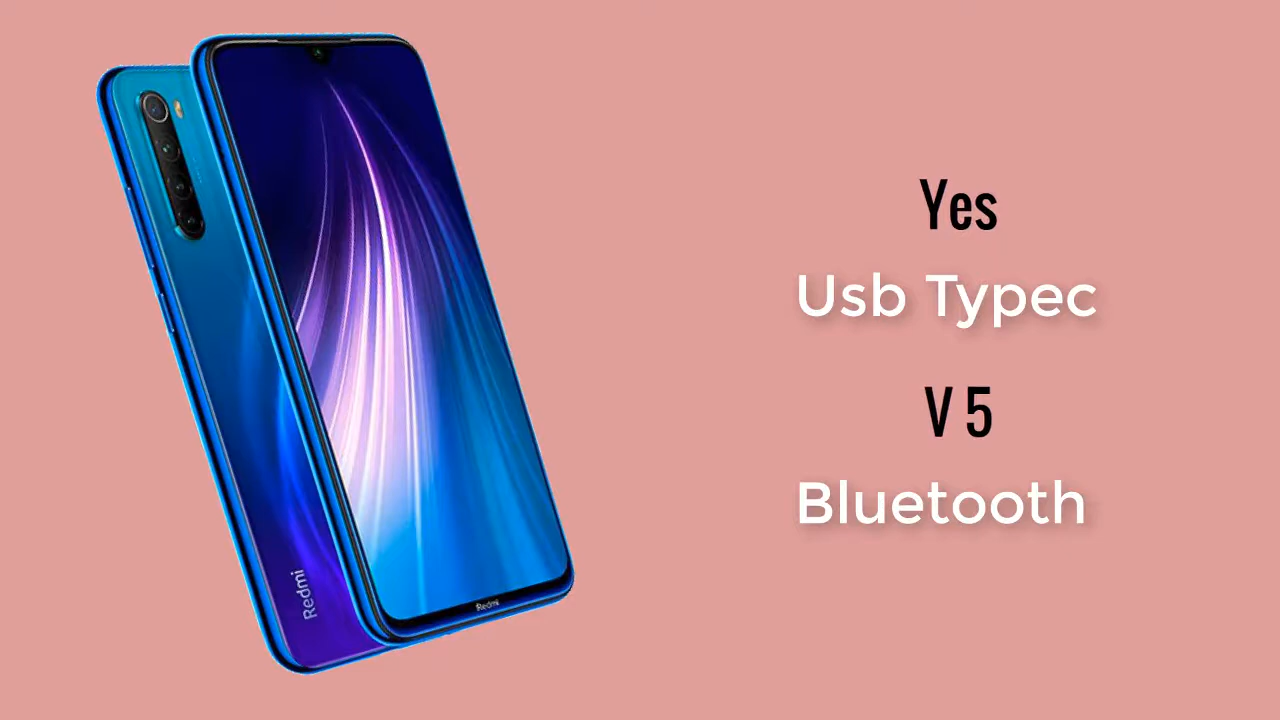 Yes
Usb Typec
V 5
Bluetooth
Redmi
Redmi